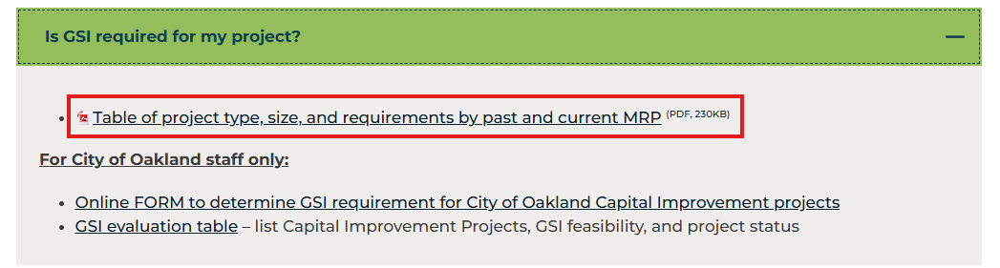 Is GSI required for my project?
Table of project type, size, and requirements by past and current MRP (PDF, 230KB)
For City of Oakland staff only:
Online FORM to determine GSI requirement for City of Oakland Capital Improvement projects
GSI evaluation table – list Capital Improvement Projects, GSI feasibility, and project status